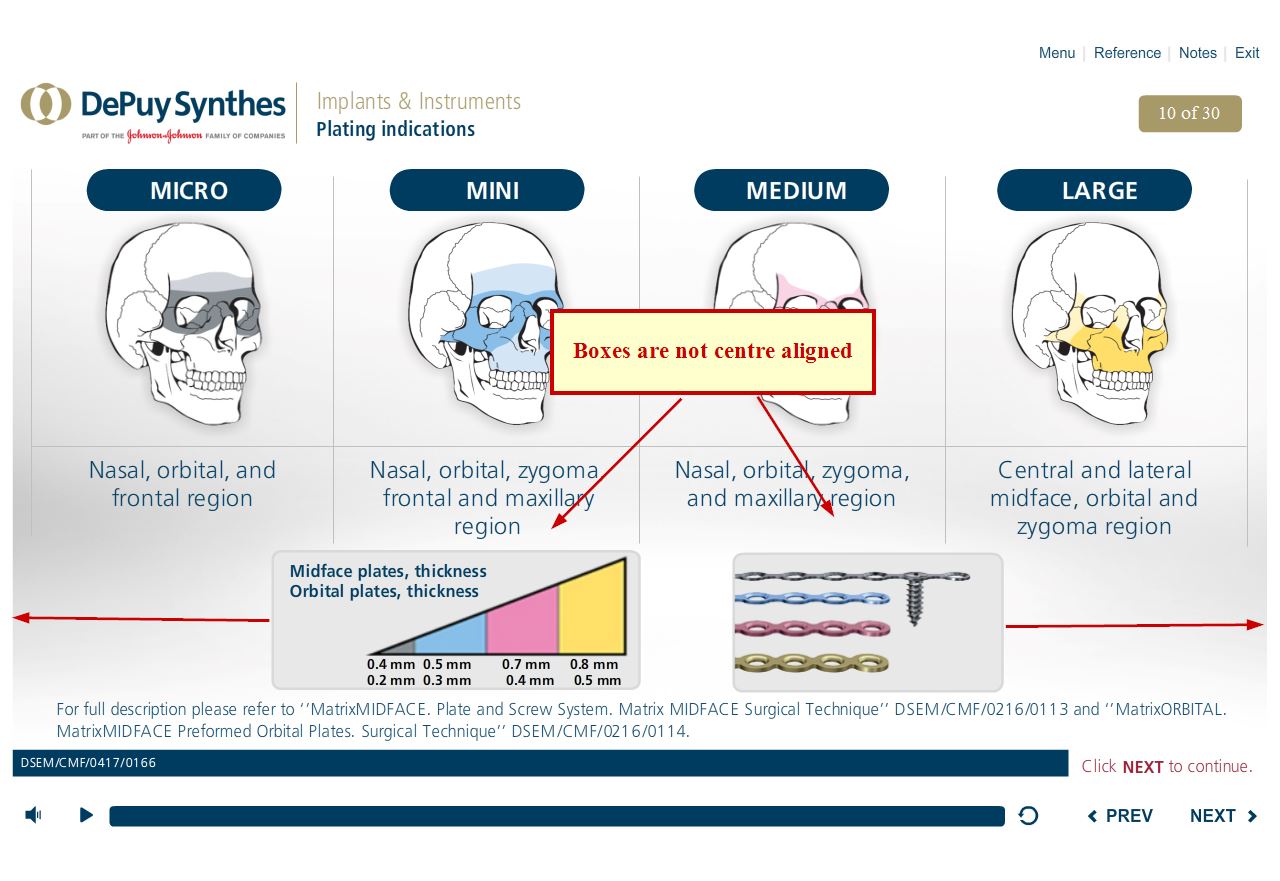 Menu | Reference | Notes | Exit
DePuy Synthes
PART OF THE Johnson & Johnson FAMILY OF COMPANIES
Implants & Instruments
Plating indications
10 of 30
MICRO
MINI
MEDIUM
LARGE
Boxes are not centre aligned
Nasal, orbital, and
frontal region
Nasal, orbital, zygoma,
frontal and maxillary
region
Nasal, orbital, zygoma,
and maxillary region
Central and lateral
midface, orbital and
zygoma region
Midface plates, thickness
Orbital plates, thickness
0.4 mm 0.5 mm 0.7 mm 0.8 mm
0.2 mm 0.3 mm 0.4 mm 0.5 mm
For full description please refer to ‘’MatrixMIDFACE. Plate and Screw System. Matrix MIDFACE Surgical Technique’’ DSEM/CMF/0216/0113 and ‘’MatrixORBITAL.
MatrixMIDFACE Preformed Orbital Plates. Surgical Technique’’ DSEM/CMF/0216/0114.
DSEM/CMF/0417/0166
Click NEXT to continue.
PREV
NEXT